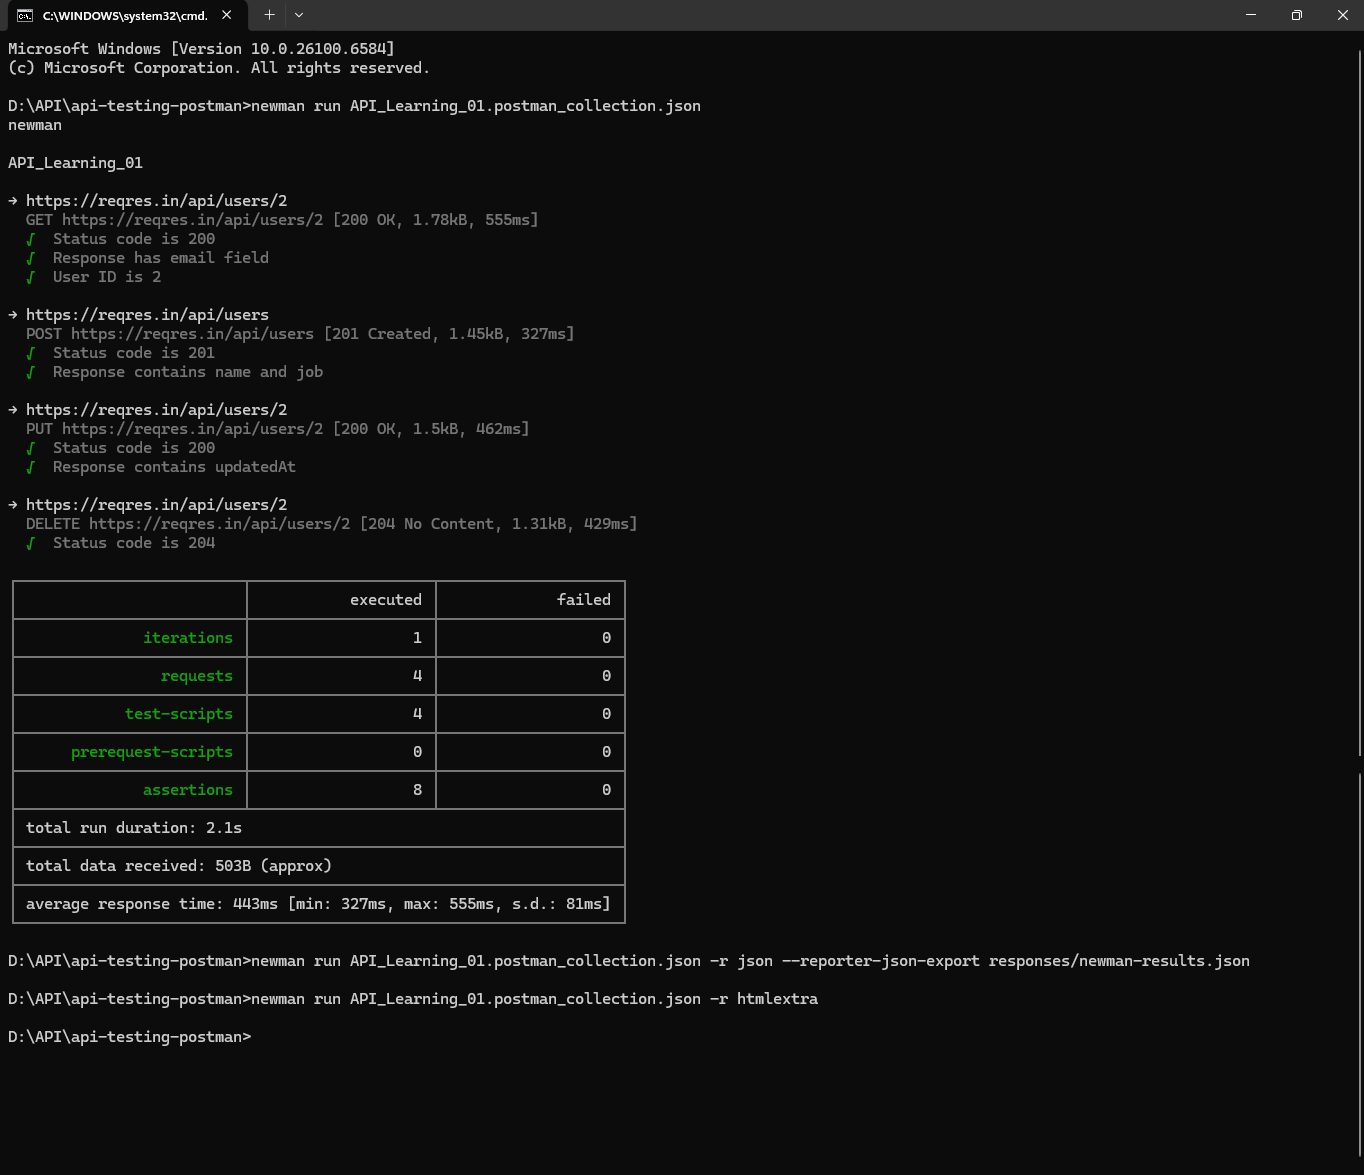 C:\WINDOWS\system32\cmd.
Microsoft Windows [Version 10.0.26100.6584]
(c) Microsoft Corporation. All rights reserved.
D:\API\api-testing-postman>newman run API_Learning_01.postman_collection.json
newman
API_Learning_01
→ https://reqres.in/api/users/2
GET https://reqres.in/api/users/2 [200 OK, 1.78kB, 555ms]
√ Status code is 200
√ Response has email field
√ User ID is 2
→ https://reqres.in/api/users
POST https://reqres.in/api/users [201 Created, 1.45kB, 327ms]
√ Status code is 201
√ Response contains name and job
→ https://reqres.in/api/users/2
PUT https://reqres.in/api/users/2 [200 OK, 1.5kB, 462ms]
√ Status code is 200
√ Response contains updatedAt
→ https://reqres.in/api/users/2
DELETE https://reqres.in/api/users/2 [204 No Content, 1.31kB, 429ms]
√ Status code is 204
executed failed
iterations 1 0
requests 4 0
test-scripts 4 0
prerequest-scripts 0 0
assertions 8 0
total run duration: 2.1s
total data received: 503B (approx)
average response time: 443ms [min: 327ms, max: 555ms, s.d.: 81ms]
D:\API\api-testing-postman>newman run API_Learning_01.postman_collection.json -r json --reporter-json-export responses/newman-results.json
D:\API\api-testing-postman>newman run API_Learning_01.postman_collection.json -r htmlextra
D:\API\api-testing-postman>